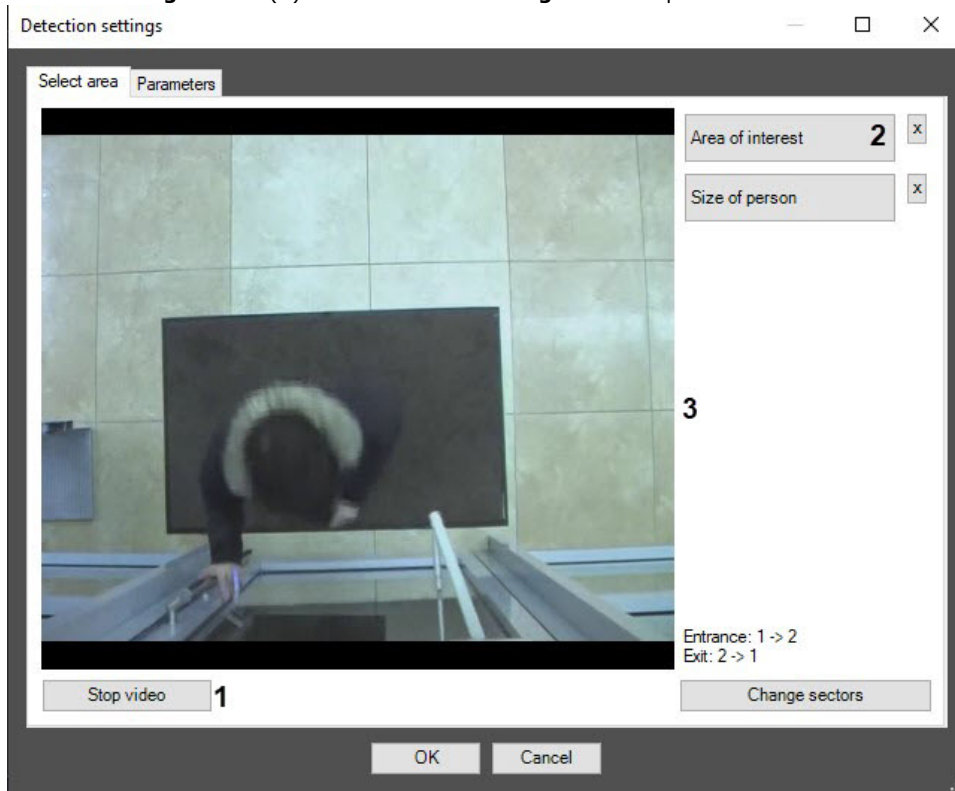 Detection settings
Select area Parameters
Area of interest 2 x
Size of person x
3
Entrance: 1 -> 2
Exit: 2 -> 1
Stop video 1 Change sectors
OK Cancel